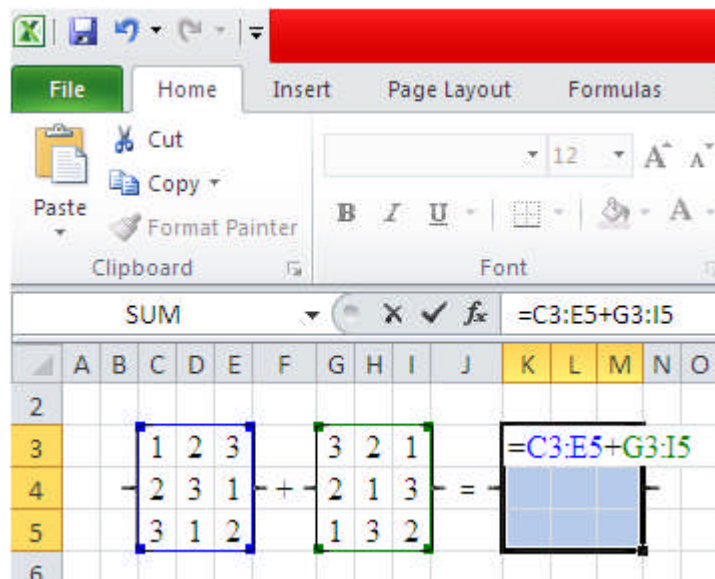 File Home Insert Page Layout Formulas
Cut
Copy
Paste
Format Painter
12 A A
B I U A
Clipboard Font
SUM fx =C3:E5+G3:I5
A B C D E F G H I J K L M N O
2
3 1 2 3 3 2 1 =C3:E5+G3:I5
4 2 3 1 + 2 1 3 =
5 3 1 2 1 3 2
6